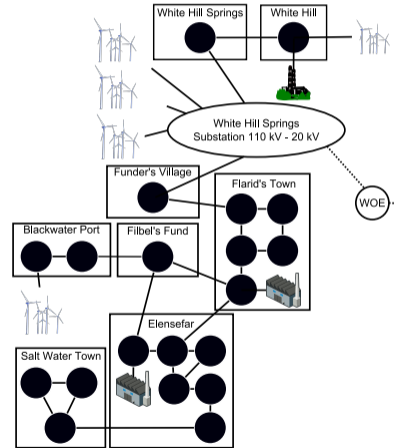 White Hill Springs
White Hill
White Hill Springs
Substation 110 kV - 20 kV
Funder's Village
Flarid's Town
WOE
Blackwater Port
Filbel's Fund
Elensefar
Salt Water Town